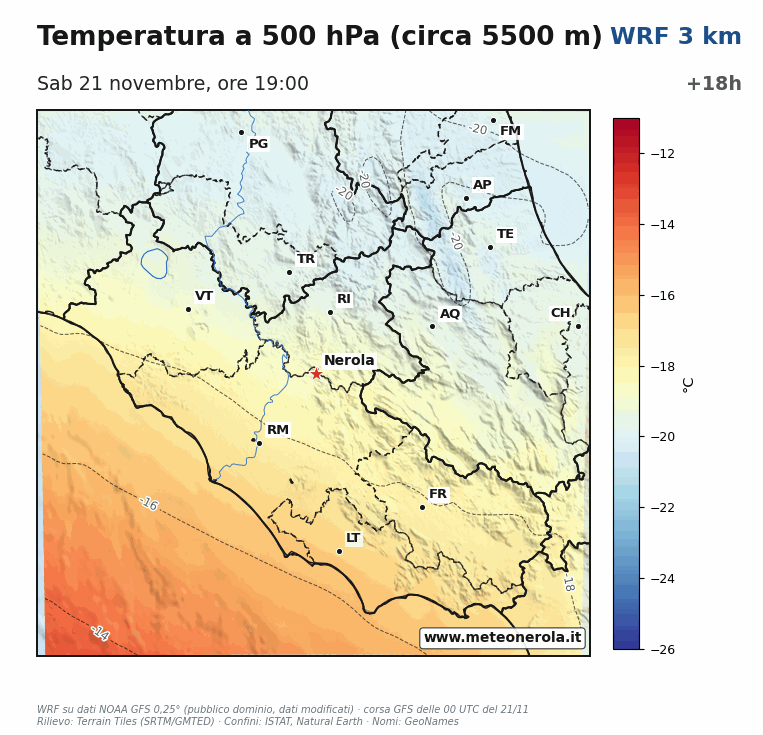 Temperatura a 500 hPa (circa 5500 m) WRF 3 km
Sab 21 novembre, ore 19:00 +18h
-20 FM
PG
-20
-20
AP
-20
TE
TR
VT
RI
AQ
CH
Nerola
RM
FR
-16
LT
-18
-14
www.meteonerola.it
−12
−14
−16
−18
−20
−22
−24
−26
°C
WRF su dati NOAA GFS 0,25° (pubblico dominio, dati modificati) · corsa GFS delle 00 UTC del 21/11
Rilievo: Terrain Tiles (SRTM/GMTED) · Confini: ISTAT, Natural Earth · Nomi: GeoNames